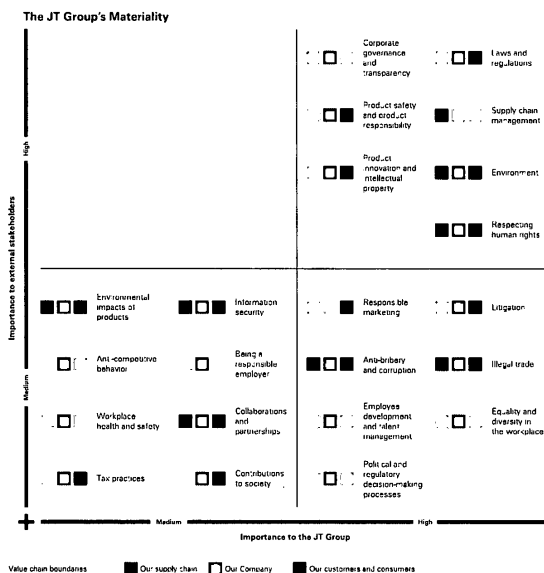 The JT Group's Materiality
Corporate
governance
and
transparency
Laws and
regulations
Product safety
and product
responsibility
Supply chain
management
Product
innovation and
intellectual
property
Environment
Respecting
human rights
High
Importance to external stakeholders
Medium
Environmental
impacts of
products
Information
security
Responsible
marketing
Litigation
Anti-competitive
behavior
Being a
responsible
employer
Anti-bribery
and corruption
Illegal trade
Workplace
health and safety
Collaborations
and
partnerships
Employee
development
and talent
management
Equality and
diversity in
the workplace
Tax practices
Contributions
to society
Political and
regulatory
decision-making
processes
Medium
High
Importance to the JT Group
Value chain boundaries Our supply chain Our Company Our customers and consumers